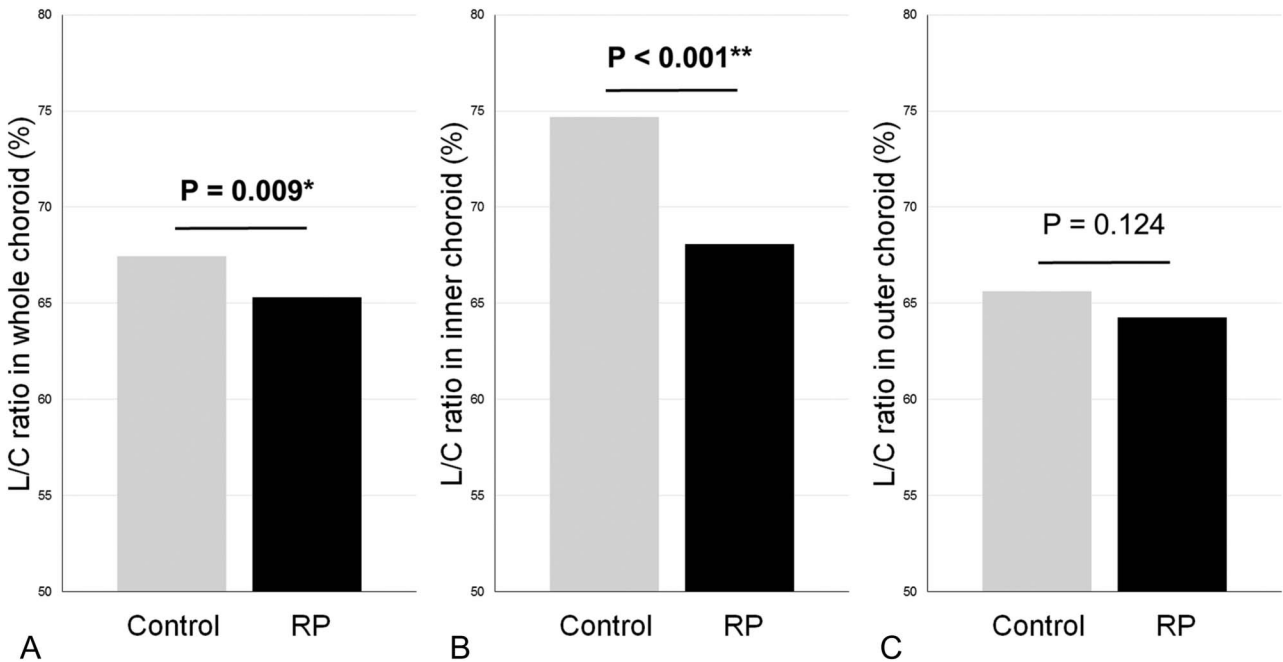 L/C ratio in whole choroid (%)
80
75
70
65
60
55
50
P = 0.009*
Control RP
A
L/C ratio in inner choroid (%)
80
75
70
65
60
55
50
P < 0.001**
Control RP
B
L/C ratio in outer choroid (%)
80
75
70
65
60
55
50
P = 0.124
Control RP
C